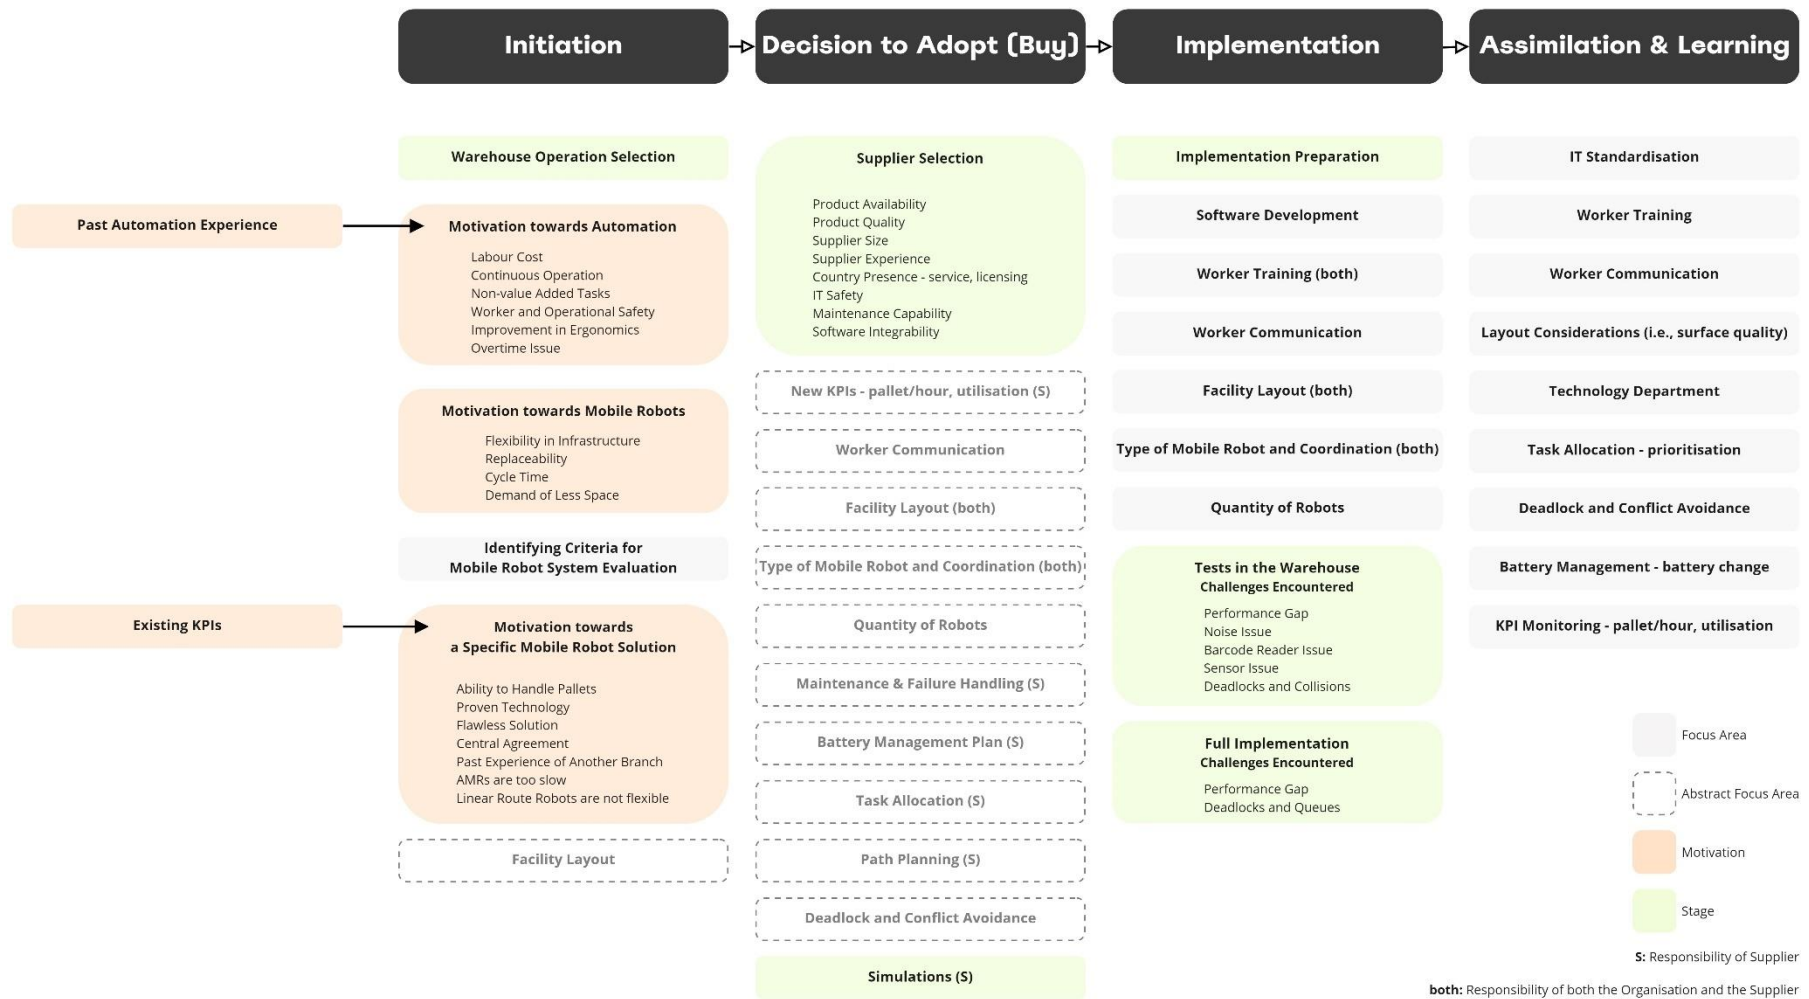 Initiation
Decision to Adopt (Buy)
Implementation
Assimilation & Learning
Past Automation Experience
Existing KPIs
Warehouse Operation Selection
Motivation towards Automation
Labour Cost
Continuous Operation
Non-value Added Tasks
Worker and Operational Safety
Improvement in Ergonomics
Overtime Issue
Motivation towards Mobile Robots
Flexibility in Infrastructure
Replaceability
Cycle Time
Demand of Less Space
Identifying Criteria for
Mobile Robot System Evaluation
Motivation towards
a Specific Mobile Robot Solution
Ability to Handle Pallets
Proven Technology
Flawless Solution
Central Agreement
Past Experience of Another Branch
AMRs are too slow
Linear Route Robots are not flexible
Facility Layout
Supplier Selection
Product Availability
Product Quality
Supplier Size
Supplier Experience
Country Presence - service, licensing
IT Safety
Maintenance Capability
Software Integrability
New KPIs - pallet/hour, utilisation (S)
Worker Communication
Facility Layout (both)
Type of Mobile Robot and Coordination (both)
Quantity of Robots
Maintenance & Failure Handling (S)
Battery Management Plan (S)
Task Allocation (S)
Path Planning (S)
Deadlock and Conflict Avoidance
Simulations (S)
Implementation Preparation
Software Development
Worker Training (both)
Worker Communication
Facility Layout (both)
Type of Mobile Robot and Coordination (both)
Quantity of Robots
Tests in the Warehouse
Challenges Encountered
Performance Gap
Noise Issue
Barcode Reader Issue
Sensor Issue
Deadlocks and Collisions
Full Implementation
Challenges Encountered
Performance Gap
Deadlocks and Queues
IT Standardisation
Worker Training
Worker Communication
Layout Considerations (i.e., surface quality)
Technology Department
Task Allocation - prioritisation
Deadlock and Conflict Avoidance
Battery Management - battery change
KPI Monitoring - pallet/hour, utilisation
Focus Area
Abstract Focus Area
Motivation
Stage
S: Responsibility of Supplier
both: Responsibility of both the Organisation and the Supplier